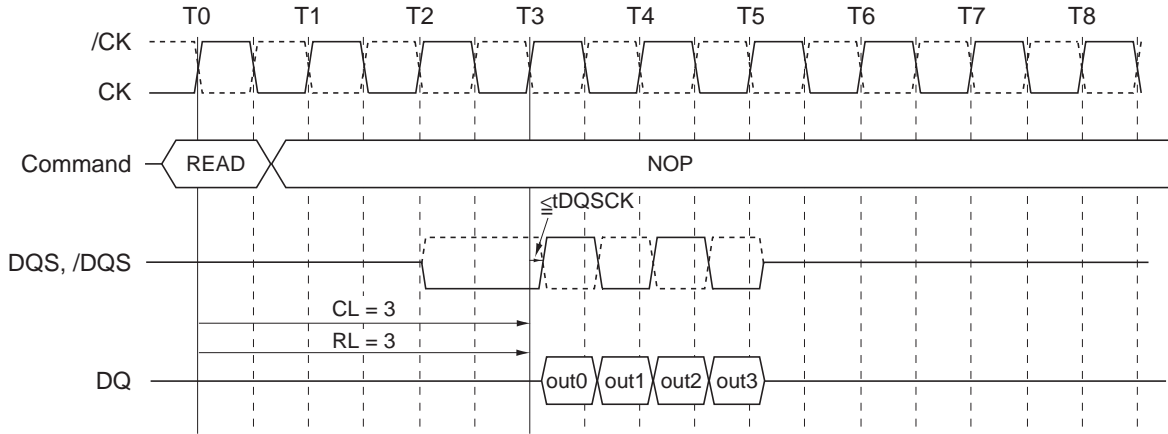 T0 T1 T2 T3 T4 T5 T6 T7 T8
/CK
CK
Command READ NOP
≦tDQSCK
DQS, /DQS
CL = 3
RL = 3
DQ out0 out1 out2 out3